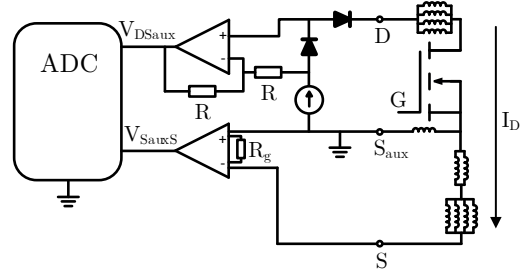 V_DSaux
ADC
+
-
D
R
R
G
I_D
V_SauxS
+
-
R_g
S_aux
S